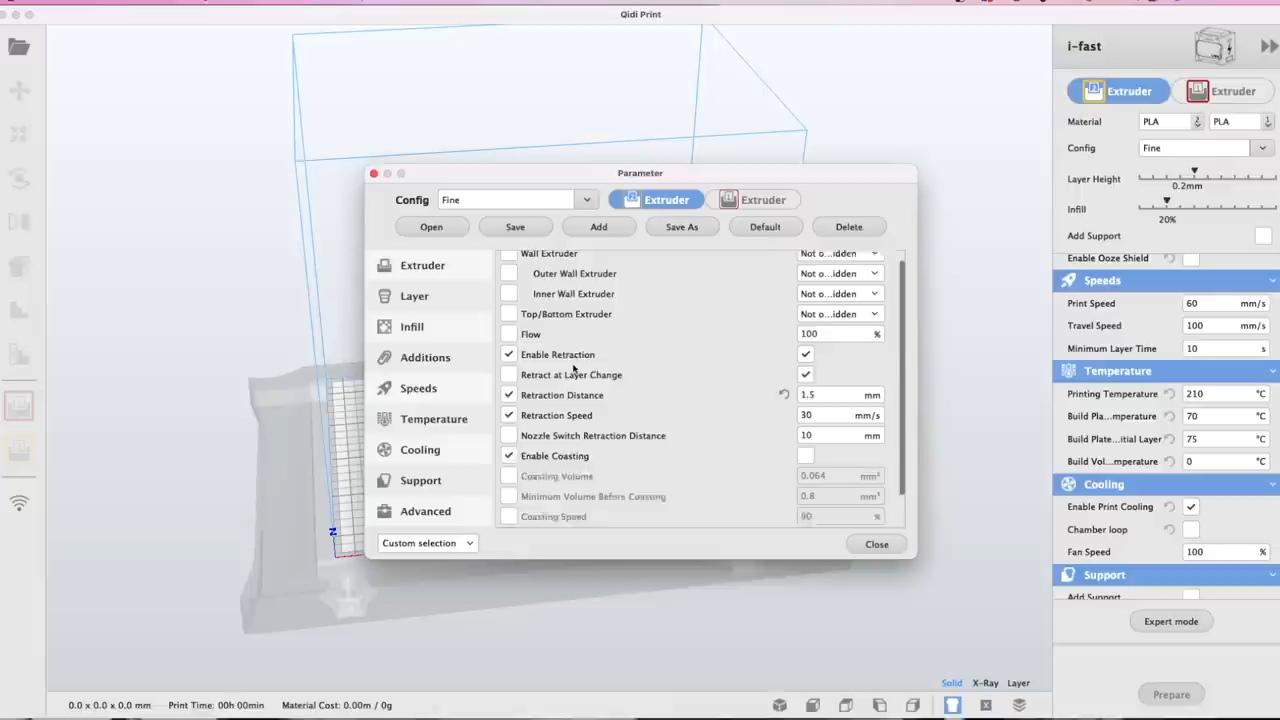 Qidi Print
i-fast
Extruder Extruder
Material PLA PLA
Config Fine
Layer Height
0.2mm
Infill
20%
Add Support
Enable Ooze Shield
Speeds
Print Speed 60 mm/s
Travel Speed 100 mm/s
Minimum Layer Time 10 s
Temperature
Printing Temperature 210 °C
Build Pla...mperature 70 °C
Build Plate...itial Layer 75 °C
Build Vol...mperature 0 °C
Cooling
Enable Print Cooling
Chamber loop
Fan Speed 100 %
Support
Add Support
Expert mode
Prepare
Parameter
Config Fine Extruder Extruder
Open Save Add Save As Default Delete
Extruder
Layer
Infill
Additions
Speeds
Temperature
Cooling
Support
Advanced
Wall Extruder Not o...idden
Outer Wall Extruder Not o...idden
Inner Wall Extruder Not o...idden
Top/Bottom Extruder Not o...idden
Flow 100 %
Enable Retraction
Retract at Layer Change
Retraction Distance 1.5 mm
Retraction Speed 30 mm/s
Nozzle Switch Retraction Distance 10 mm
Enable Coasting
Coasting Volume 0.064 mm³
Minimum Volume Before Coasting 0.8 mm³
Coasting Speed 90 %
Custom selection Close
Solid X-Ray Layer
0.0 x 0.0 x 0.0 mm Print Time: 00h 00min Material Cost: 0.00m / 0g